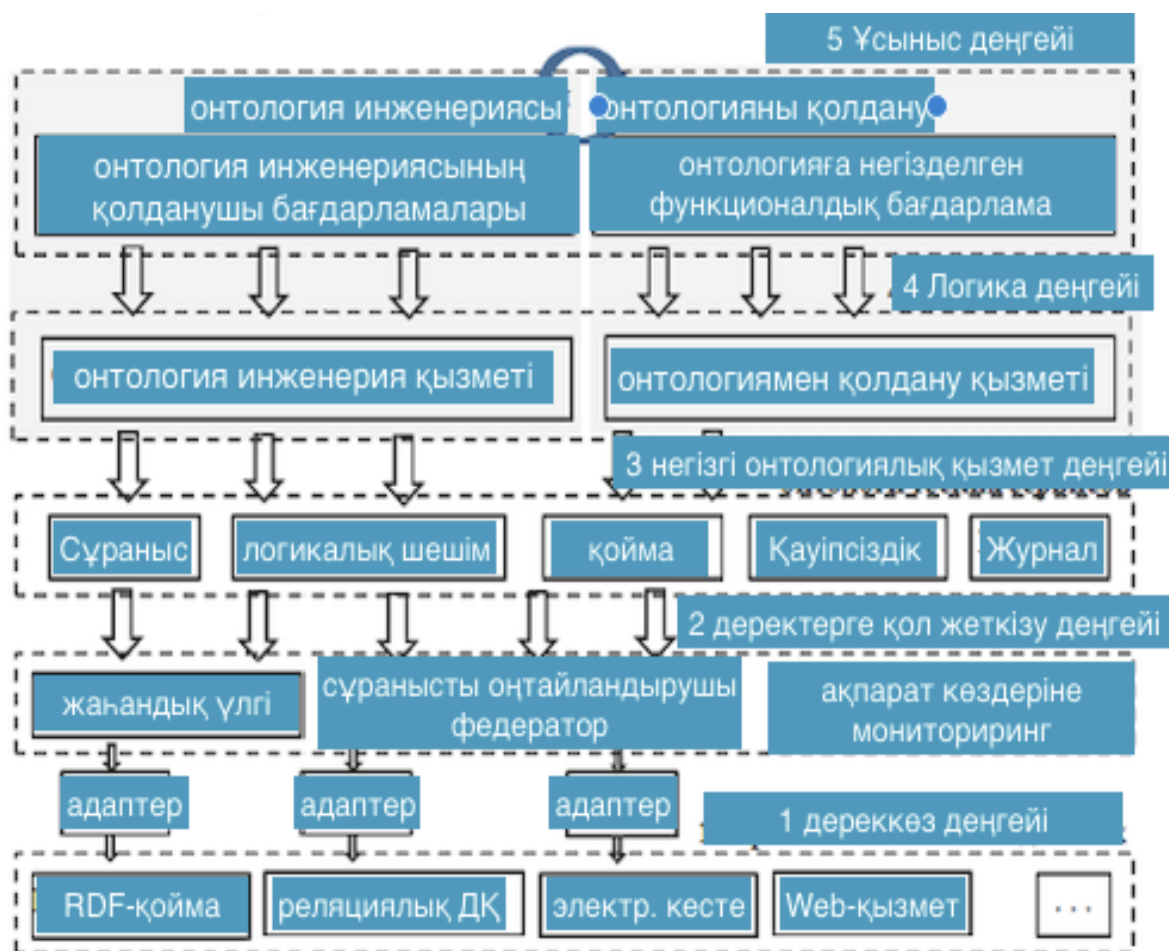 5 Ұсыныс деңгейі
онтология инженериясы
онтологияны қолдану
онтология инженериясының
қолданушы бағдарламалары
онтологияға негізделген
функционалдық бағдарлама
4 Логика деңгейі
онтология инженерия қызметі
онтологиямен қолдану қызметі
3 негізгі онтологиялық қызмет деңгейі
Сұраныс
логикалық шешім
қойма
Қауіпсіздік
Журнал
2 деректерге қол жеткізу деңгейі
жаһандық үлгі
сұранысты оңтайландырушы
федератор
ақпарат көздеріне
мониториринг
адаптер
адаптер
адаптер
1 дереккөз деңгейі
RDF-қойма
реляциялық ДҚ
электр. кесте
Web-қызмет
...